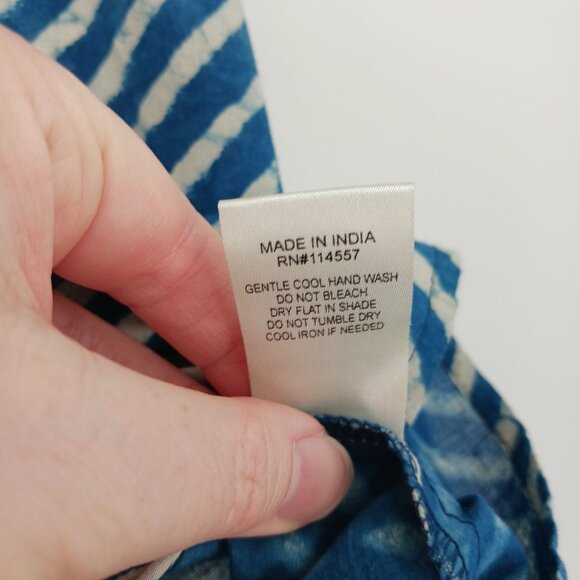 MADE IN INDIA
RN#114557
GENTLE COOL HAND WASH
DO NOT BLEACH
DRY FLAT IN SHADE
DO NOT TUMBLE DRY
COOL IRON IF NEEDED